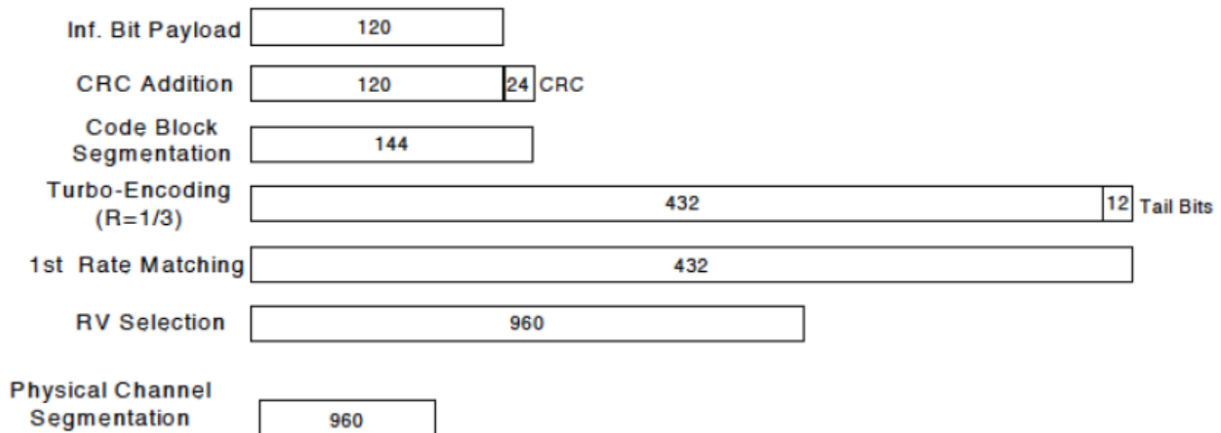 Inf. Bit Payload 120
CRC Addition 120 24 CRC
Code Block
Segmentation 144
Turbo-Encoding
(R=1/3) 432 12 Tail Bits
1st Rate Matching 432
RV Selection 960
Physical Channel
Segmentation 960